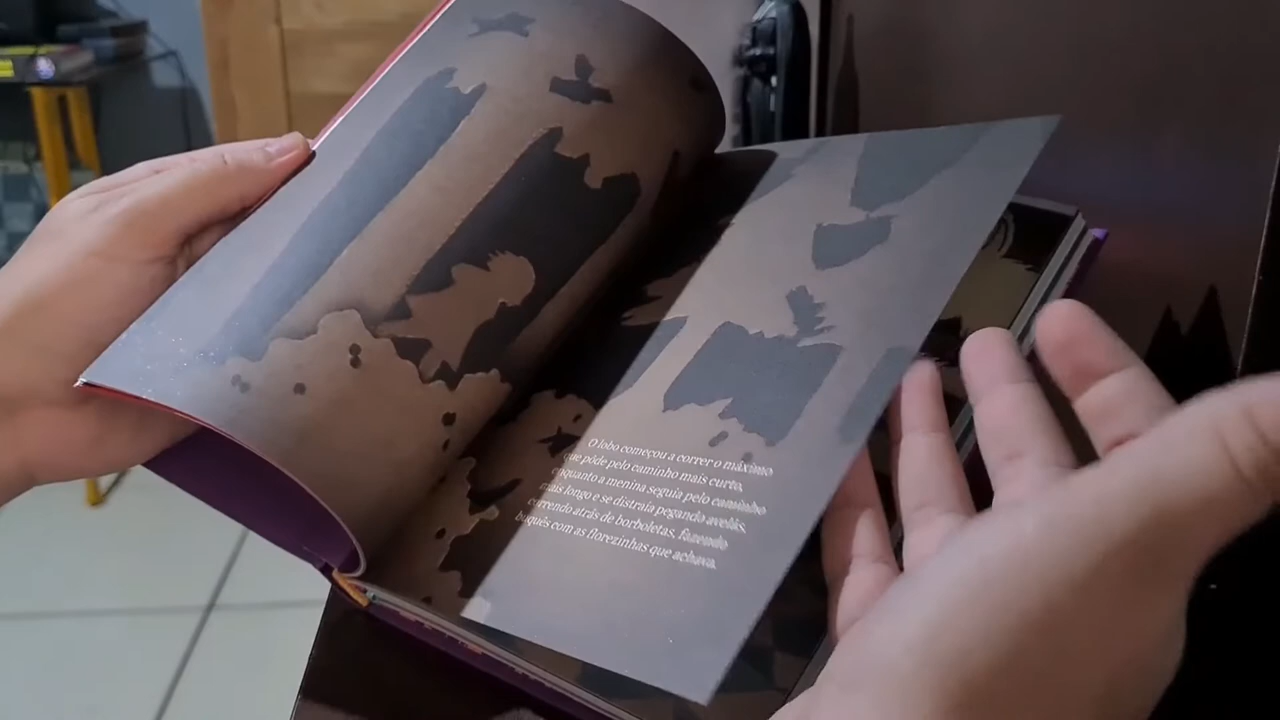 O lobo começou a correr o máximo
que pôde pelo caminho mais curto,
enquanto a menina seguia pelo caminho
mais longo e se distraía pegando avelãs,
correndo atrás de borboletas, fazendo
buquês com as florezinhas que achava.